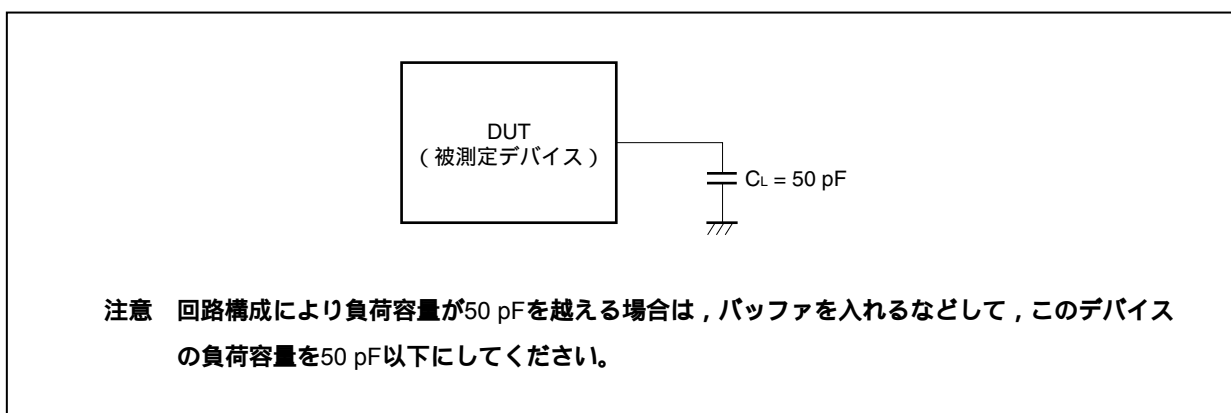 DUT
（被測定デバイス）
CL = 50 pF
注意　回路構成により負荷容量が50 pFを越える場合は，バッファを入れるなどして，このデバイス
の負荷容量を50 pF以下にしてください。